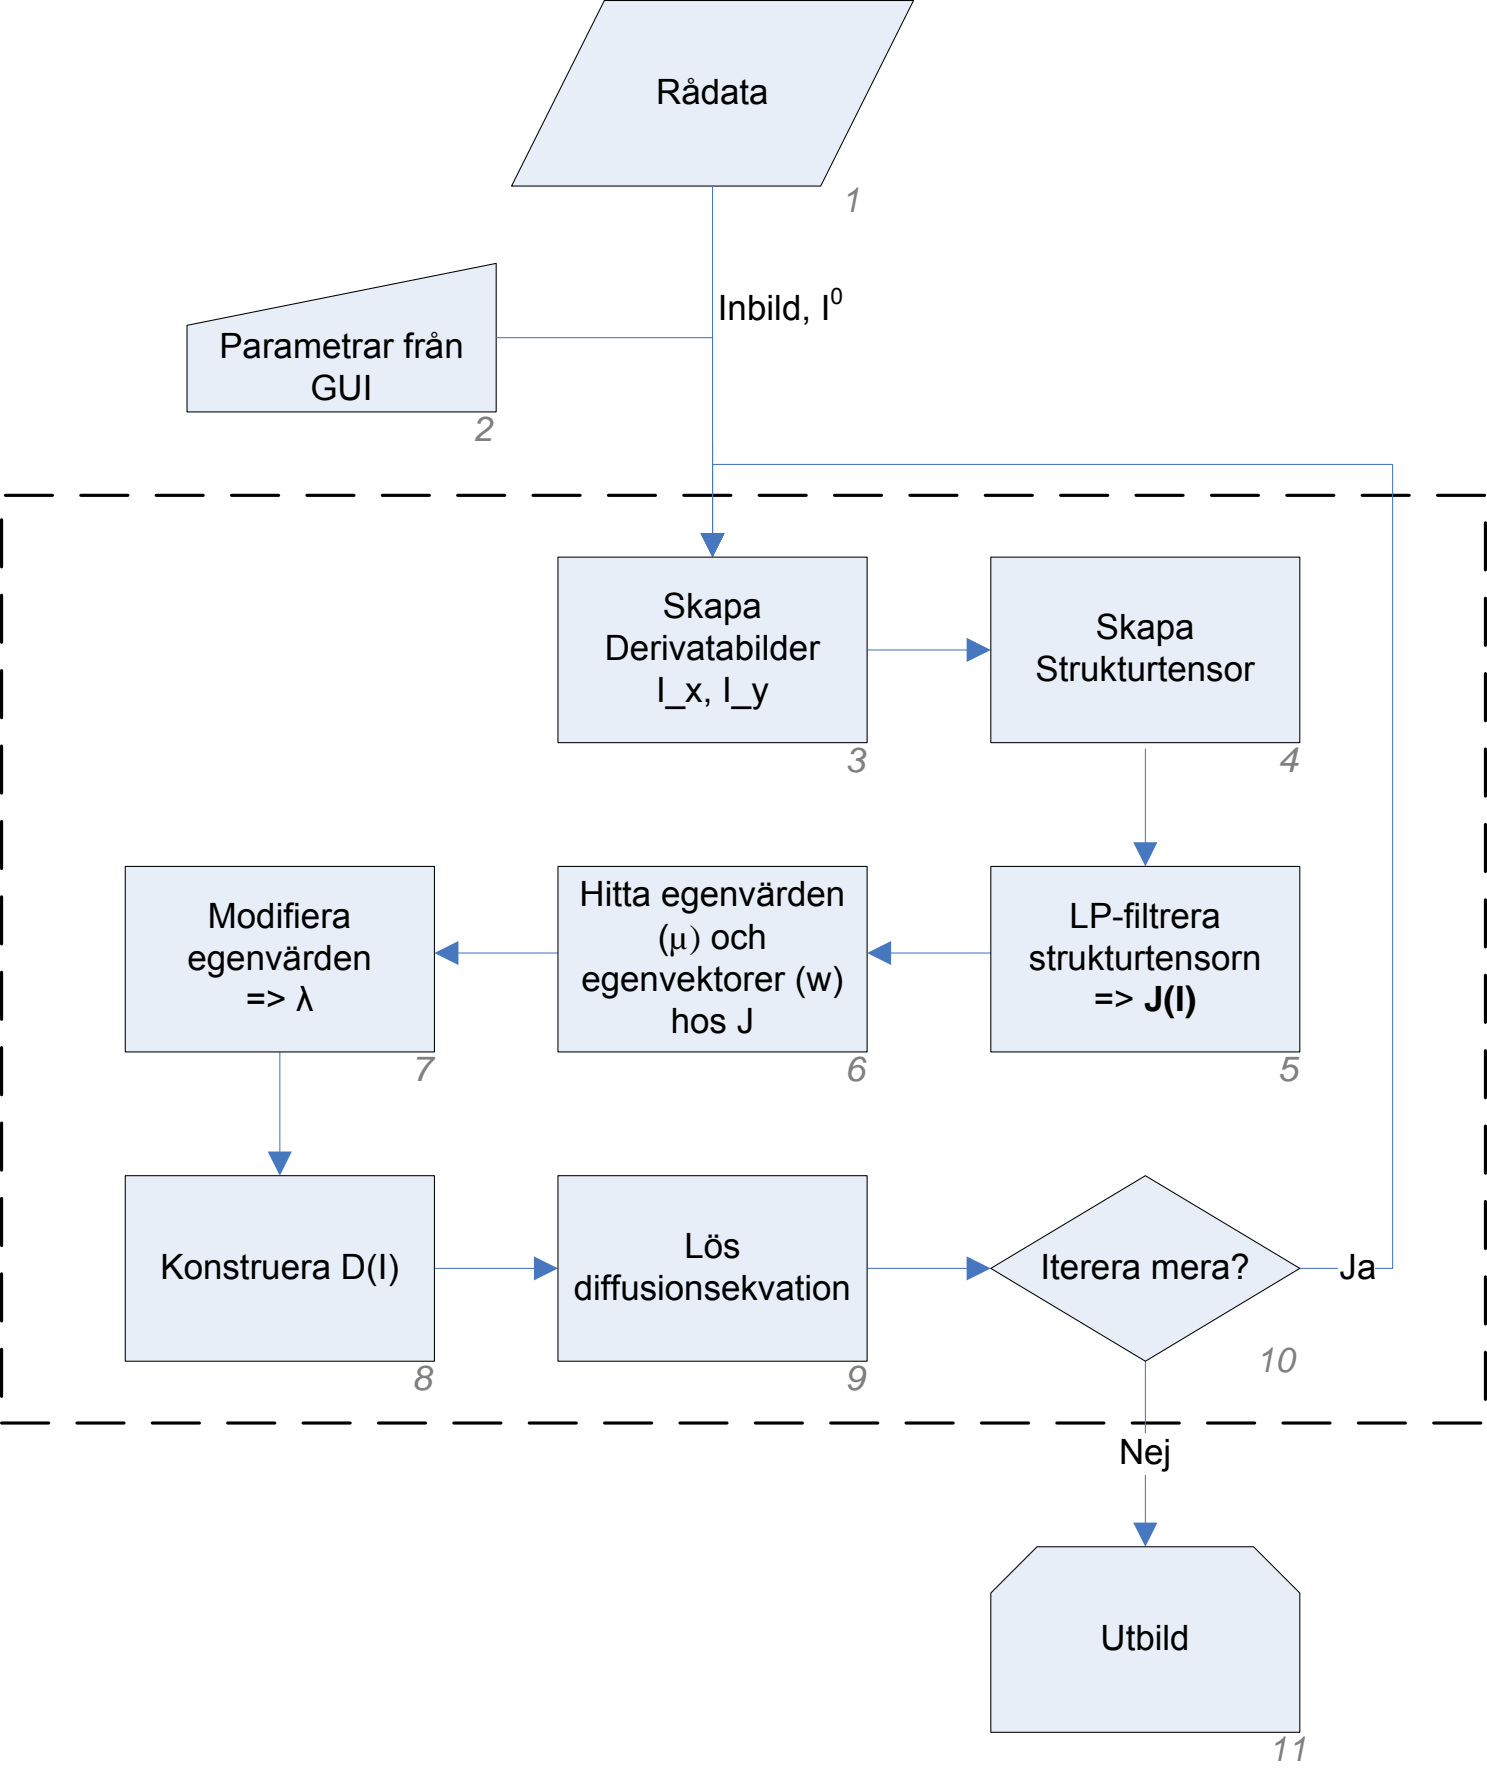 Rådata
1
Inbild, I⁰
Parametrar från
GUI
2
Skapa
Derivatabilder
I_x, I_y
3
Skapa
Strukturtensor
4
Modifiera
egenvärden
=> λ
7
Hitta egenvärden
(μ) och
egenvektorer (w)
hos J
6
LP-filtrera
strukturtensorn
=> J(I)
5
Konstruera D(I)
8
Lös
diffusionsekvation
9
Iterera mera?
10
Ja
Nej
Utbild
11